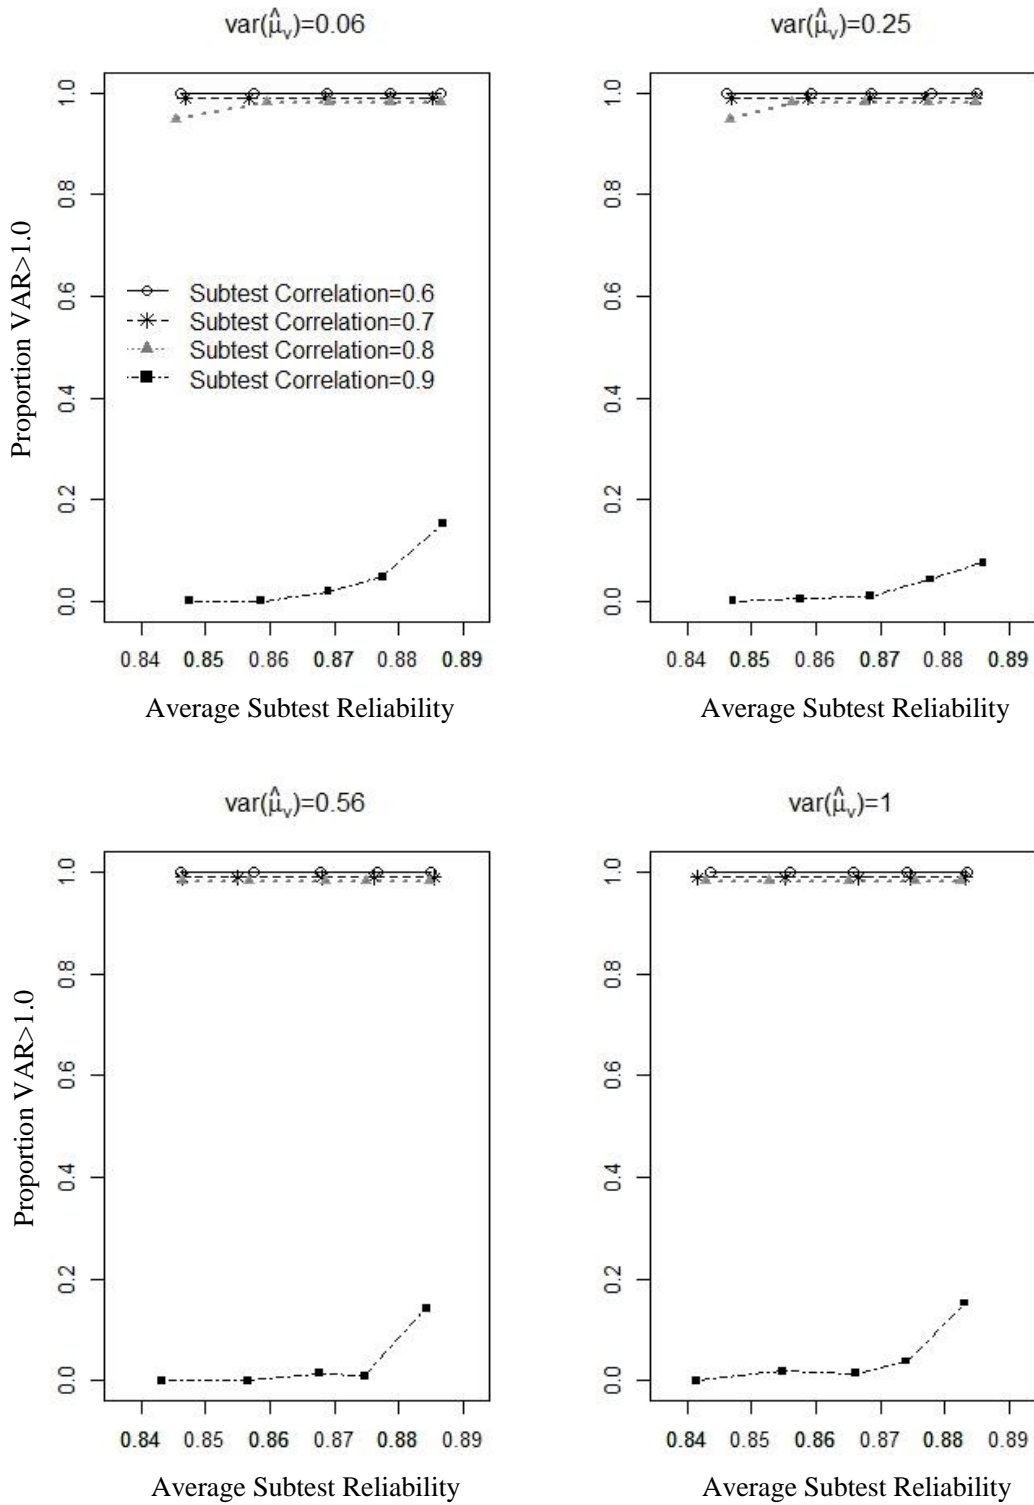 var(μ̂ᵥ)=0.06
Proportion VAR>1.0
1.0
0.8
0.6
0.4
0.2
0.0
Subtest Correlation=0.6
Subtest Correlation=0.7
Subtest Correlation=0.8
Subtest Correlation=0.9
0.84 0.85 0.86 0.87 0.88 0.89
Average Subtest Reliability
var(μ̂ᵥ)=0.25
1.0
0.8
0.6
0.4
0.2
0.0
0.84 0.85 0.86 0.87 0.88 0.89
Average Subtest Reliability
var(μ̂ᵥ)=0.56
Proportion VAR>1.0
1.0
0.8
0.6
0.4
0.2
0.0
0.84 0.85 0.86 0.87 0.88 0.89
Average Subtest Reliability
var(μ̂ᵥ)=1
1.0
0.8
0.6
0.4
0.2
0.0
0.84 0.85 0.86 0.87 0.88 0.89
Average Subtest Reliability